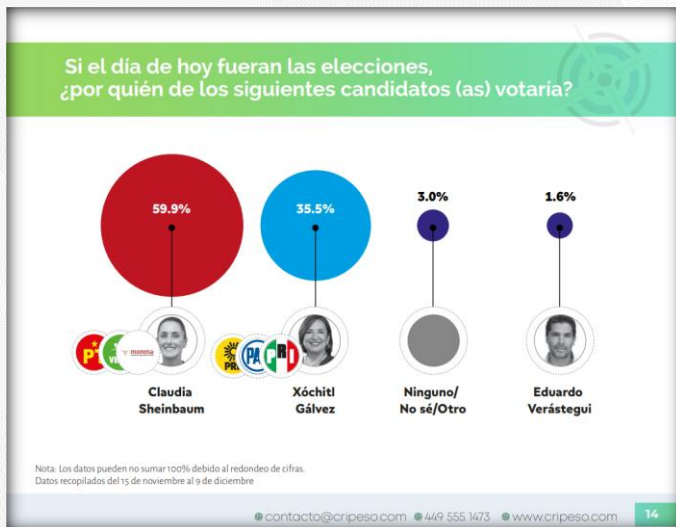 Si el día de hoy fueran las elecciones,
¿por quién de los siguientes candidatos (as) votaría?
59.9%
35.5%
3.0%
1.6%
PT
VERDE
morena
PRD
PAN
PRI
Claudia
Sheinbaum
Xóchitl
Gálvez
Ninguno/
No sé/Otro
Eduardo
Verástegui
Nota: Los datos pueden no sumar 100% debido al redondeo de cifras.
Datos recopilados del 15 de noviembre al 9 de diciembre
contacto@cripeso.com 449 555 1473 www.cripeso.com 14